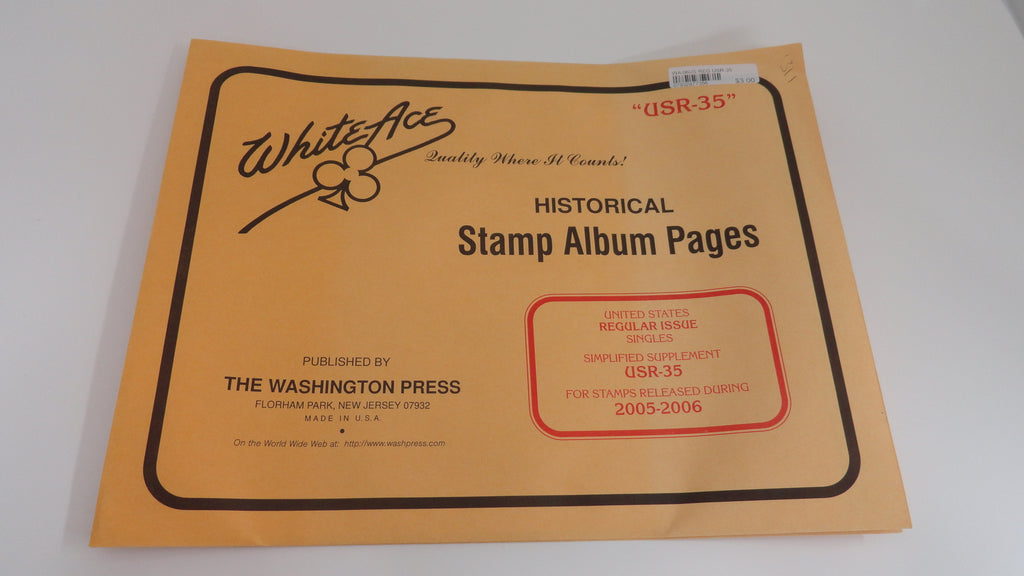 $3.00
"USR-35"
White-Ace
Quality Where It Counts!
HISTORICAL
Stamp Album Pages
UNITED STATES
REGULAR ISSUE
SINGLES
SIMPLIFIED SUPPLEMENT
USR-35
FOR STAMPS RELEASED DURING
2005-2006
PUBLISHED BY
THE WASHINGTON PRESS
FLORHAM PARK, NEW JERSEY 07932
MADE IN U.S.A.
On the World Wide Web at: http://www.washpress.com